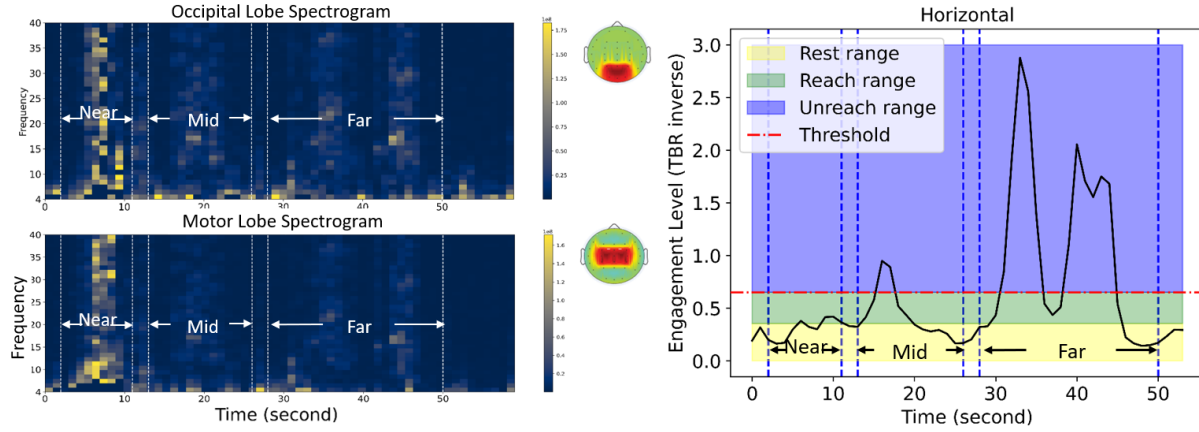 Occipital Lobe Spectrogram
Frequency
40
35
30
25
20
15
10
4
Near
Mid
Far
0
10
20
30
40
50
1e8
1.75
1.50
1.25
1.00
0.75
0.50
0.25
Motor Lobe Spectrogram
Frequency
40
35
30
25
20
15
10
4
Near
Mid
Far
0
10
20
30
40
50
Time (second)
1e8
1.6
1.4
1.2
1.0
0.8
0.6
0.4
0.2
Horizontal
Engagement Level (TBR inverse)
3.0
2.5
2.0
1.5
1.0
0.5
0.0
Rest range
Reach range
Unreach range
Threshold
Near
Mid
Far
0
10
20
30
40
50
Time (second)